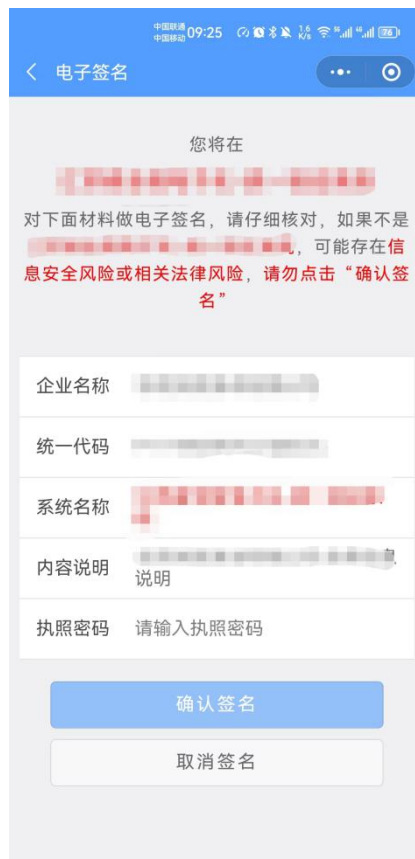 中国联通
中国移动 09:25 1.6 K/s 5G 4G 76
电子签名
您将在
对下面材料做电子签名，请仔细核对，如果不是
，可能存在信
息安全风险或相关法律风险，请勿点击“确认签
名”
企业名称
统一代码
系统名称
内容说明
说明
执照密码 请输入执照密码
确认签名
取消签名